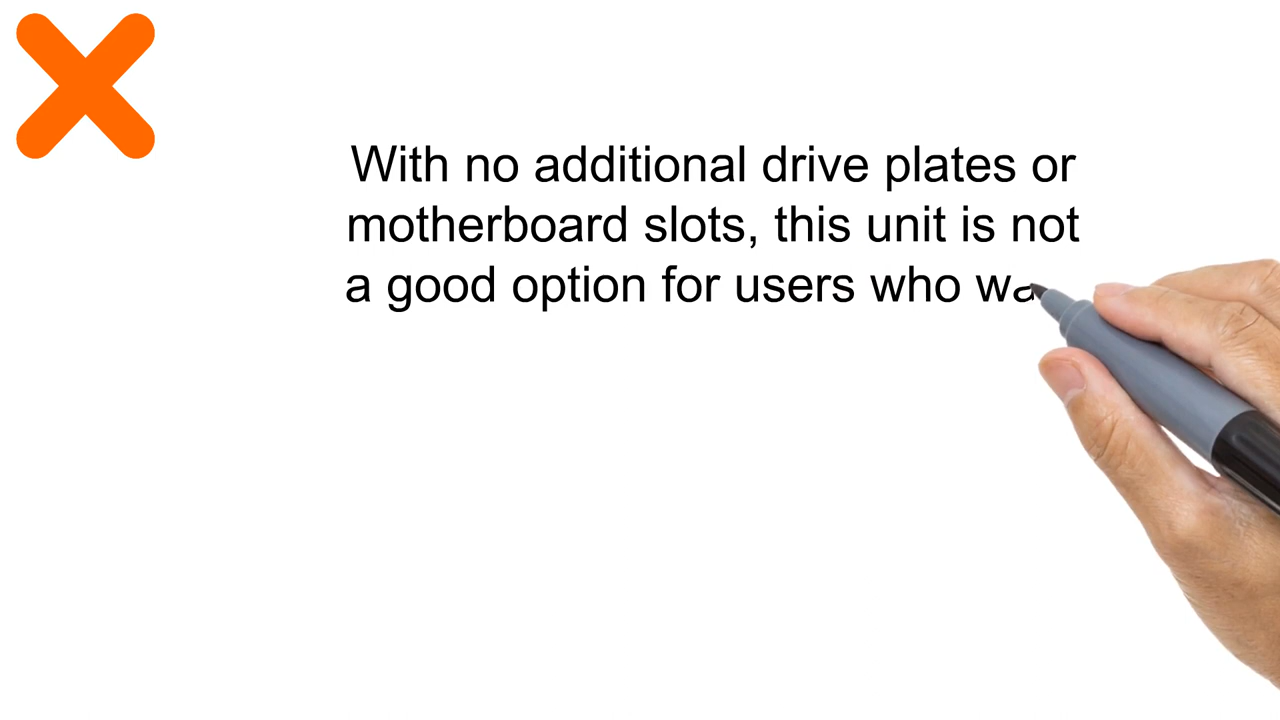 With no additional drive plates or
motherboard slots, this unit is not
a good option for users who